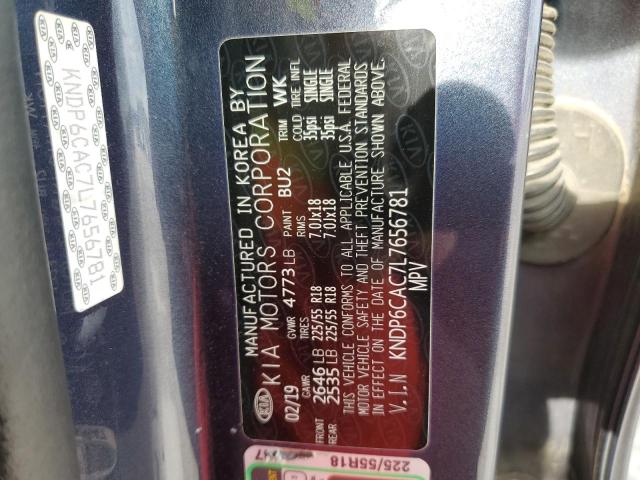 MANUFACTURED IN KOREA BY
KIA KIA MOTORS CORPORATION
02/19 GVWR 4773 LB PAINT BU2 TRIM WK
GAWR TIRES RIMS COLD TIRE INFL
FRONT 2646 LB 225/55 R18 7.0Jx18 35psi SINGLE
REAR 2535 LB 225/55 R18 7.0Jx18 35psi SINGLE
THIS VEHICLE CONFORMS TO ALL APPLICABLE U.S.A. FEDERAL
MOTOR VEHICLE SAFETY AND THEFT PREVENTION STANDARDS
IN EFFECT ON THE DATE OF MANUFACTURE SHOWN ABOVE.
V.I.N KNDP6CAC7L7656781
MPV
KNDP6CAC7L7656781
225/55R18